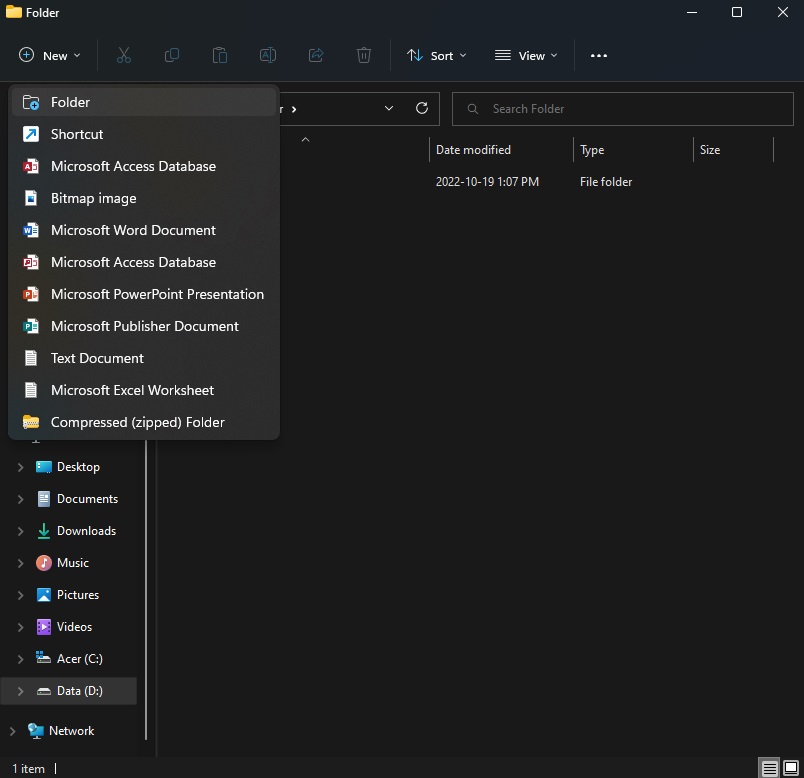 Folder
New
Sort
View
r
Search Folder
Folder
Shortcut
Microsoft Access Database
Bitmap image
Microsoft Word Document
Microsoft Access Database
Microsoft PowerPoint Presentation
Microsoft Publisher Document
Text Document
Microsoft Excel Worksheet
Compressed (zipped) Folder
Date modified Type Size
2022-10-19 1:07 PM File folder
Desktop
Documents
Downloads
Music
Pictures
Videos
Acer (C:)
Data (D:)
Network
1 item